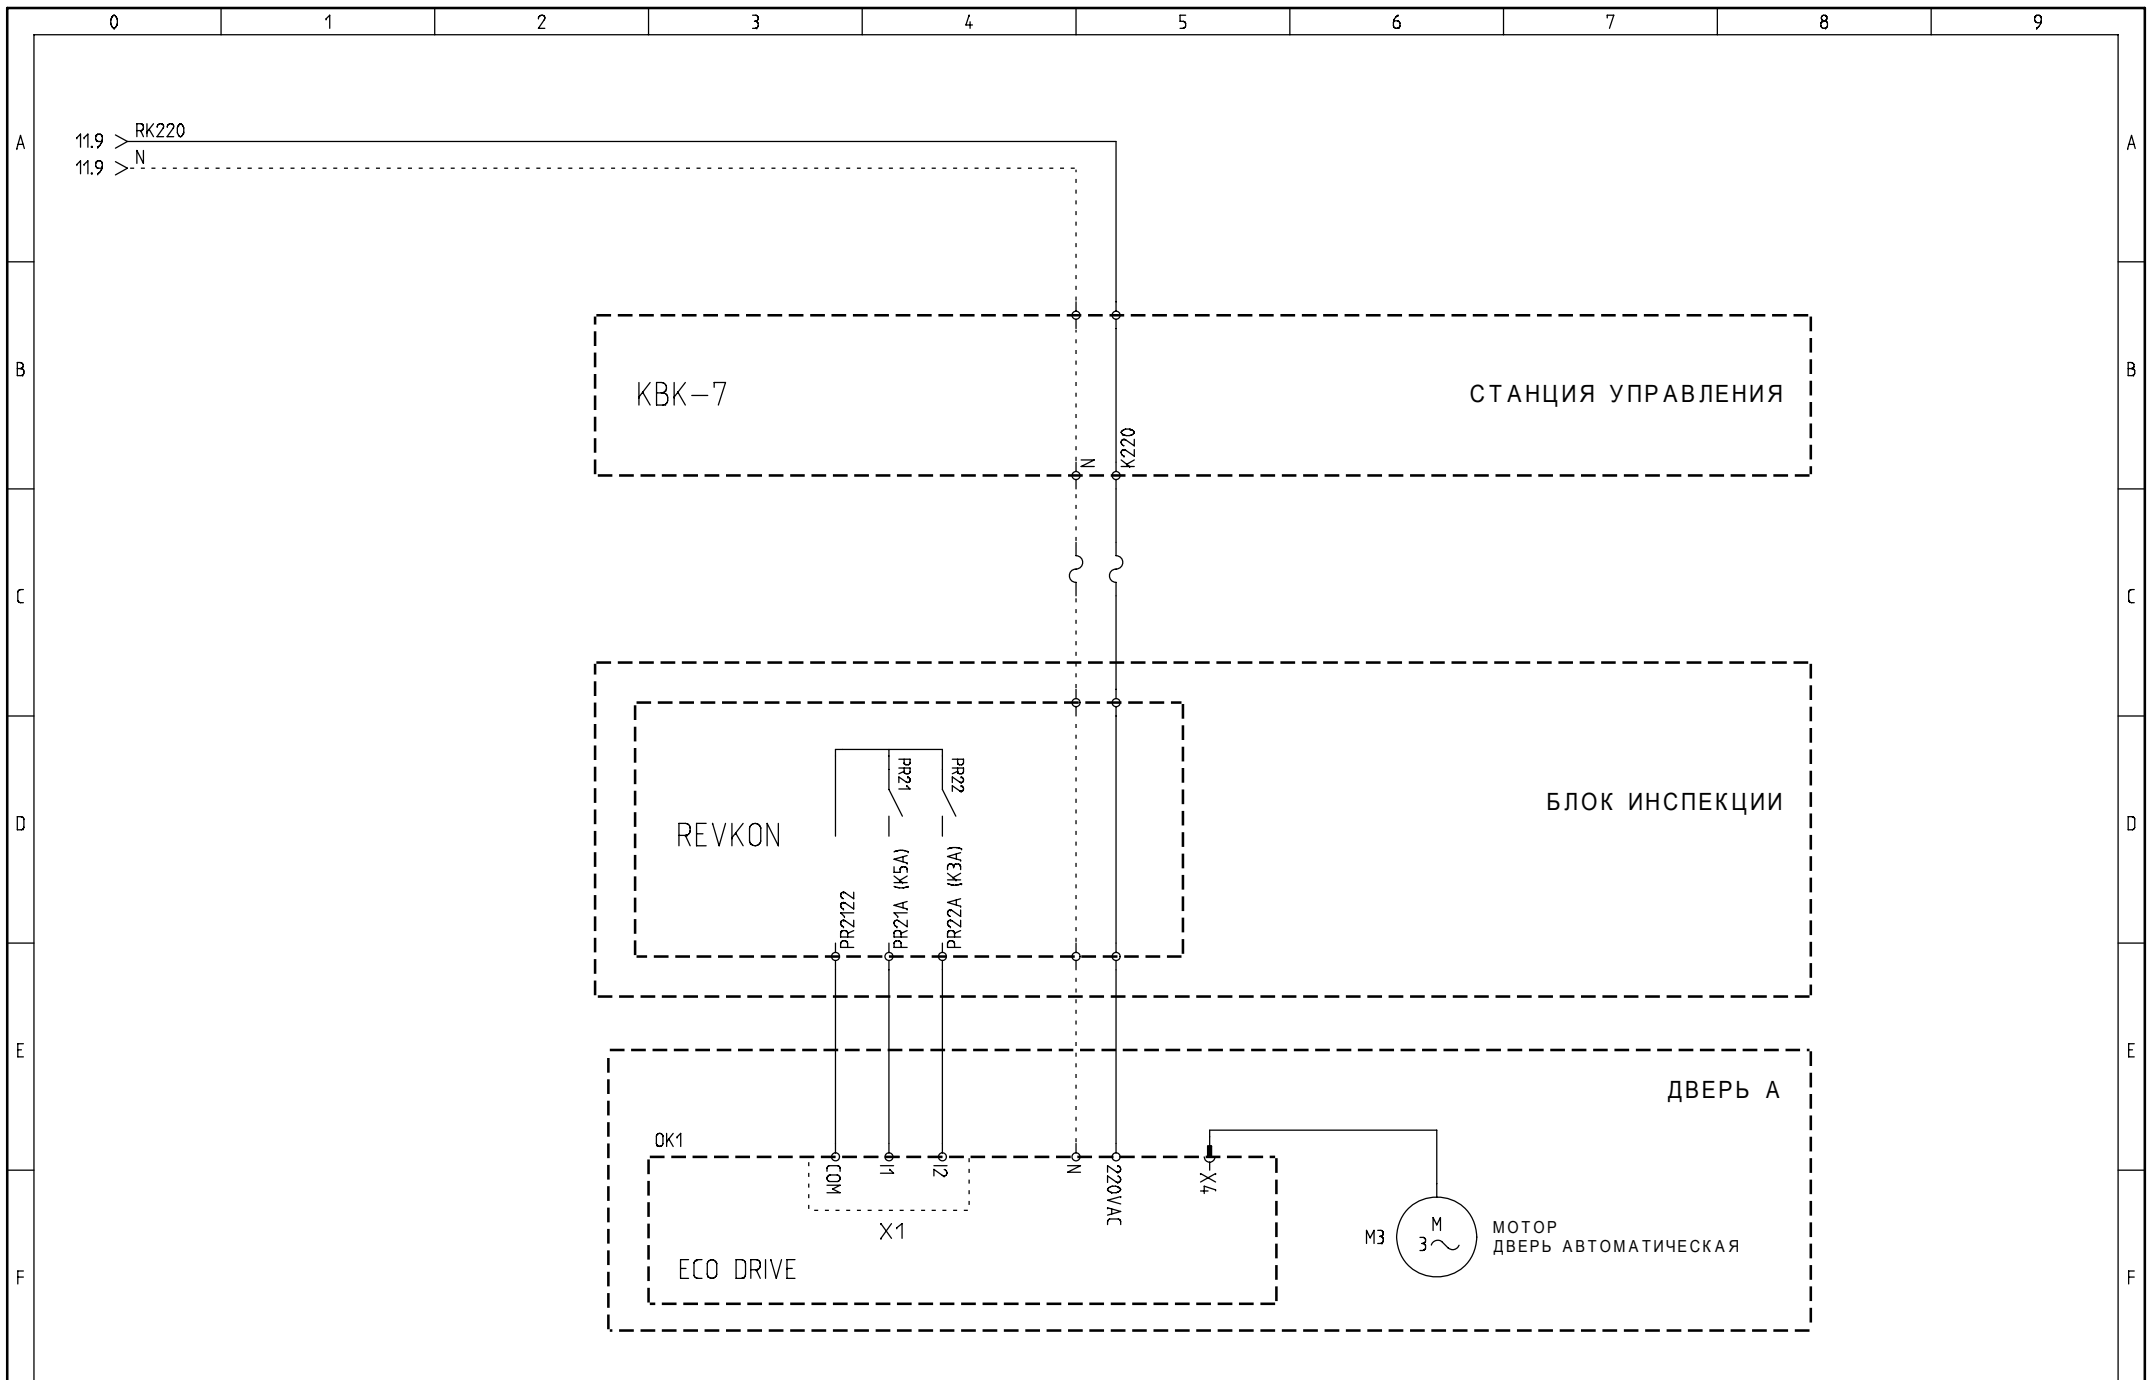 0 1 2 3 4 5 6 7 8 9
RK220
A 11.9 A
N
11.9
B B
KBK-7 СТАНЦИЯ УПРАВЛЕНИЯ
N K220
C C
PR21 PR22
БЛОК ИНСПЕКЦИИ
D REVKON D
PR2122 PR21A (K5A) PR22A (K3A)
E E
ДВЕРЬ А
OK1
COM I1 I2 N 220VAC -X4
X1
M
M3 3 МОТОР
ДВЕРЬ АВТОМАТИЧЕСКАЯ
ECO DRIVE
F F